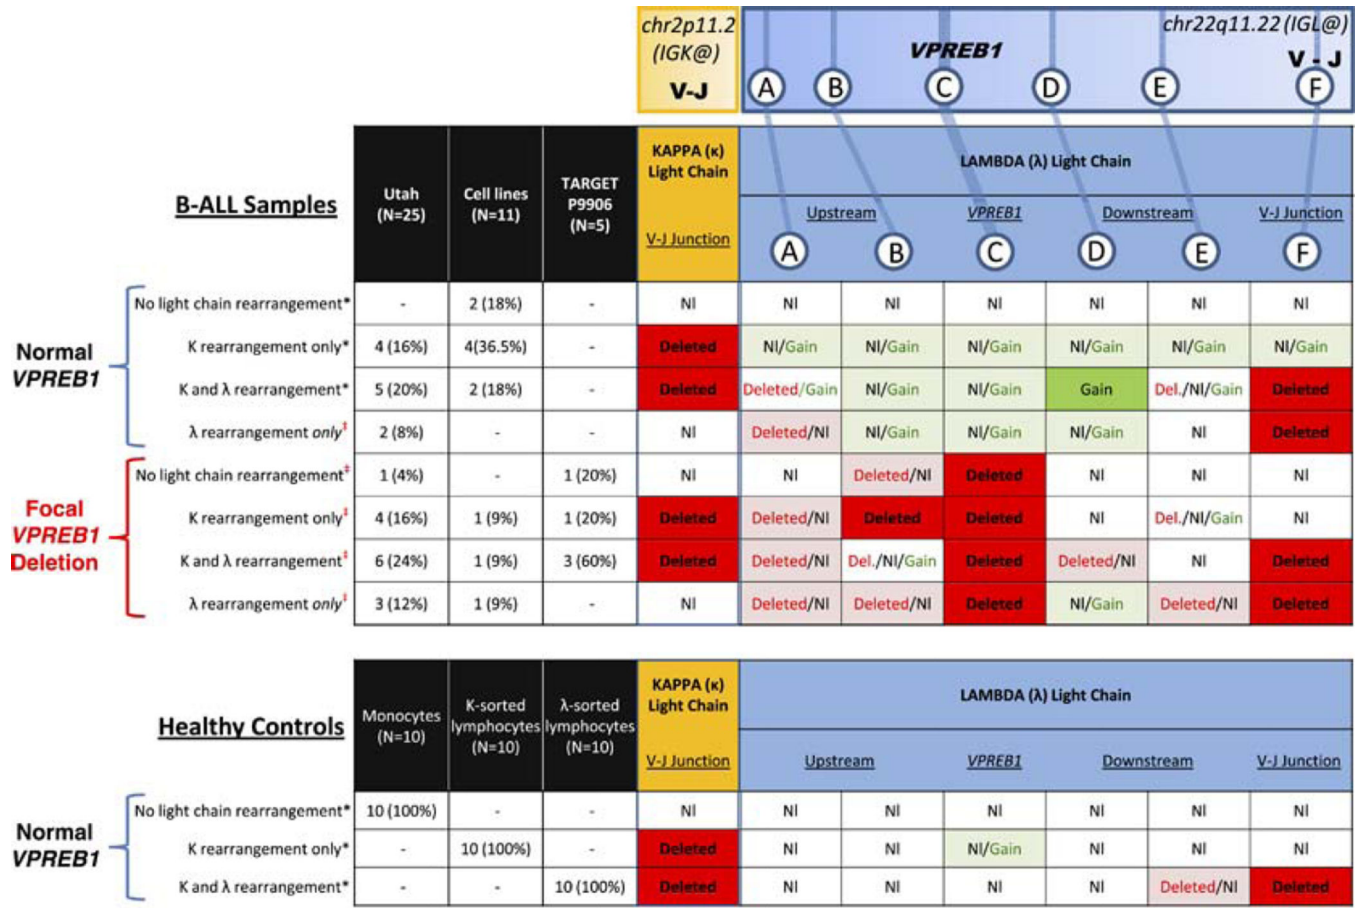 chr2p11.2 (IGK@) V-J
chr22q11.22 (IGL@)
VPREB1
V - J
A B C D E F
B-ALL Samples
Utah (N=25)
Cell lines (N=11)
TARGET P9906 (N=5)
KAPPA (κ) Light Chain
V-J Junction
LAMBDA (λ) Light Chain
Upstream VPREB1 Downstream V-J Junction
A B C D E F
Normal VPREB1
No light chain rearrangement* - 2 (18%) - Nl Nl Nl Nl Nl Nl Nl
K rearrangement only* 4 (16%) 4(36.5%) - Deleted Nl/Gain Nl/Gain Nl/Gain Nl/Gain Nl/Gain Nl/Gain
K and λ rearrangement* 5 (20%) 2 (18%) - Deleted Deleted/Gain Nl/Gain Nl/Gain Gain Del./Nl/Gain Deleted
λ rearrangement only‡ 2 (8%) - - Nl Deleted/Nl Nl/Gain Nl/Gain Nl/Gain Nl Deleted
Focal VPREB1 Deletion
No light chain rearrangement‡ 1 (4%) - 1 (20%) Nl Nl Deleted/Nl Deleted Nl Nl Nl
K rearrangement only‡ 4 (16%) 1 (9%) 1 (20%) Deleted Deleted/Nl Deleted Deleted Nl Del./Nl/Gain Nl
K and λ rearrangement‡ 6 (24%) 1 (9%) 3 (60%) Deleted Deleted/Nl Del./Nl/Gain Deleted Deleted/Nl Nl Deleted
λ rearrangement only‡ 3 (12%) 1 (9%) - Nl Deleted/Nl Deleted/Nl Deleted Nl/Gain Deleted/Nl Deleted
Healthy Controls
Monocytes (N=10)
K-sorted lymphocytes (N=10)
λ-sorted lymphocytes (N=10)
KAPPA (κ) Light Chain
V-J Junction
LAMBDA (λ) Light Chain
Upstream VPREB1 Downstream V-J Junction
Normal VPREB1
No light chain rearrangement* 10 (100%) - - Nl Nl Nl Nl Nl Nl Nl
K rearrangement only* - 10 (100%) - Deleted Nl Nl Nl/Gain Nl Nl Nl
K and λ rearrangement* - - 10 (100%) Deleted Nl Nl Nl Nl Deleted/Nl Deleted